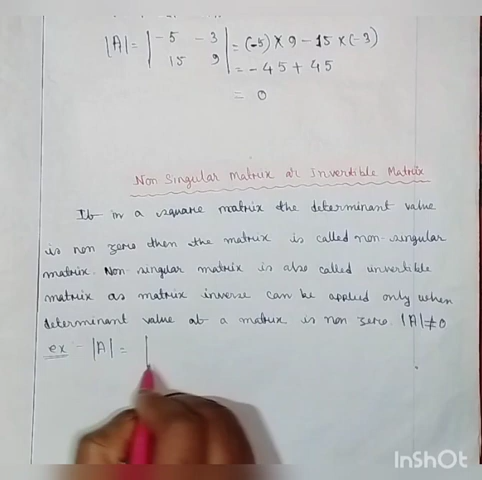 |A| = | -5 -3 | = (-5) × 9 - 15 × (-3)
| 15 9 | = - 45 + 45
= 0
Non Singular Matrix or Invertible Matrix
If in a square matrix the determinant value
is non zero then the matrix is called non-singular
matrix. Non singular matrix is also called invertible
matrix as matrix inverse can be applied only when
determinant value of a matrix is non zero. |A| ≠ 0
ex - |A| = |
InShOt